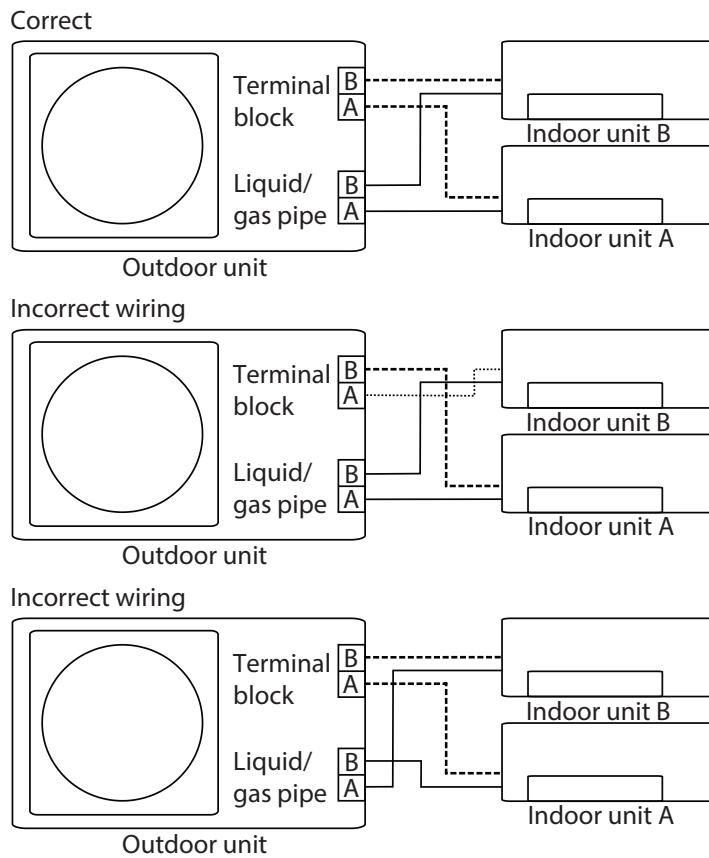 Correct
Terminal
block
B
A
Liquid/
gas pipe
B
A
Outdoor unit
Indoor unit B
Indoor unit A
Incorrect wiring
Terminal
block
B
A
Liquid/
gas pipe
B
A
Outdoor unit
Indoor unit B
Indoor unit A
Incorrect wiring
Terminal
block
B
A
Liquid/
gas pipe
B
A
Outdoor unit
Indoor unit B
Indoor unit A